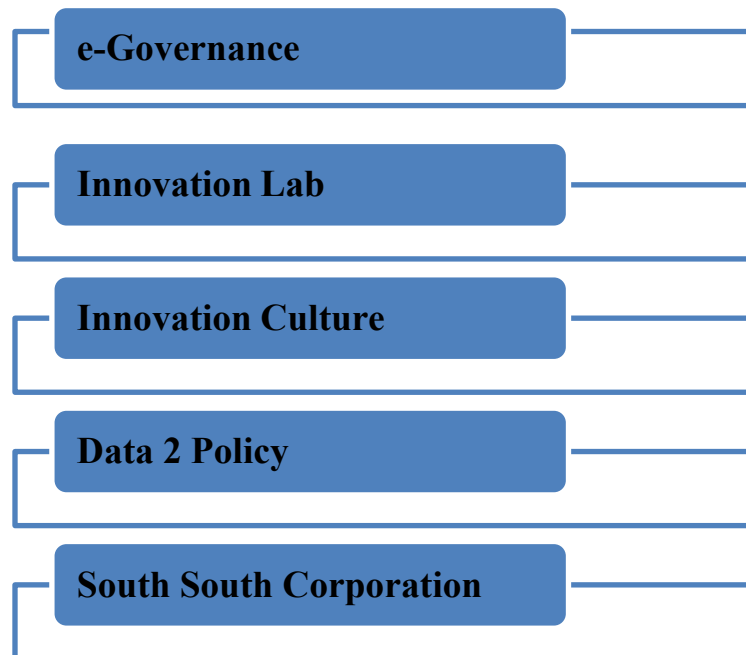 e-Governance
Innovation Lab
Innovation Culture
Data 2 Policy
South South Corporation